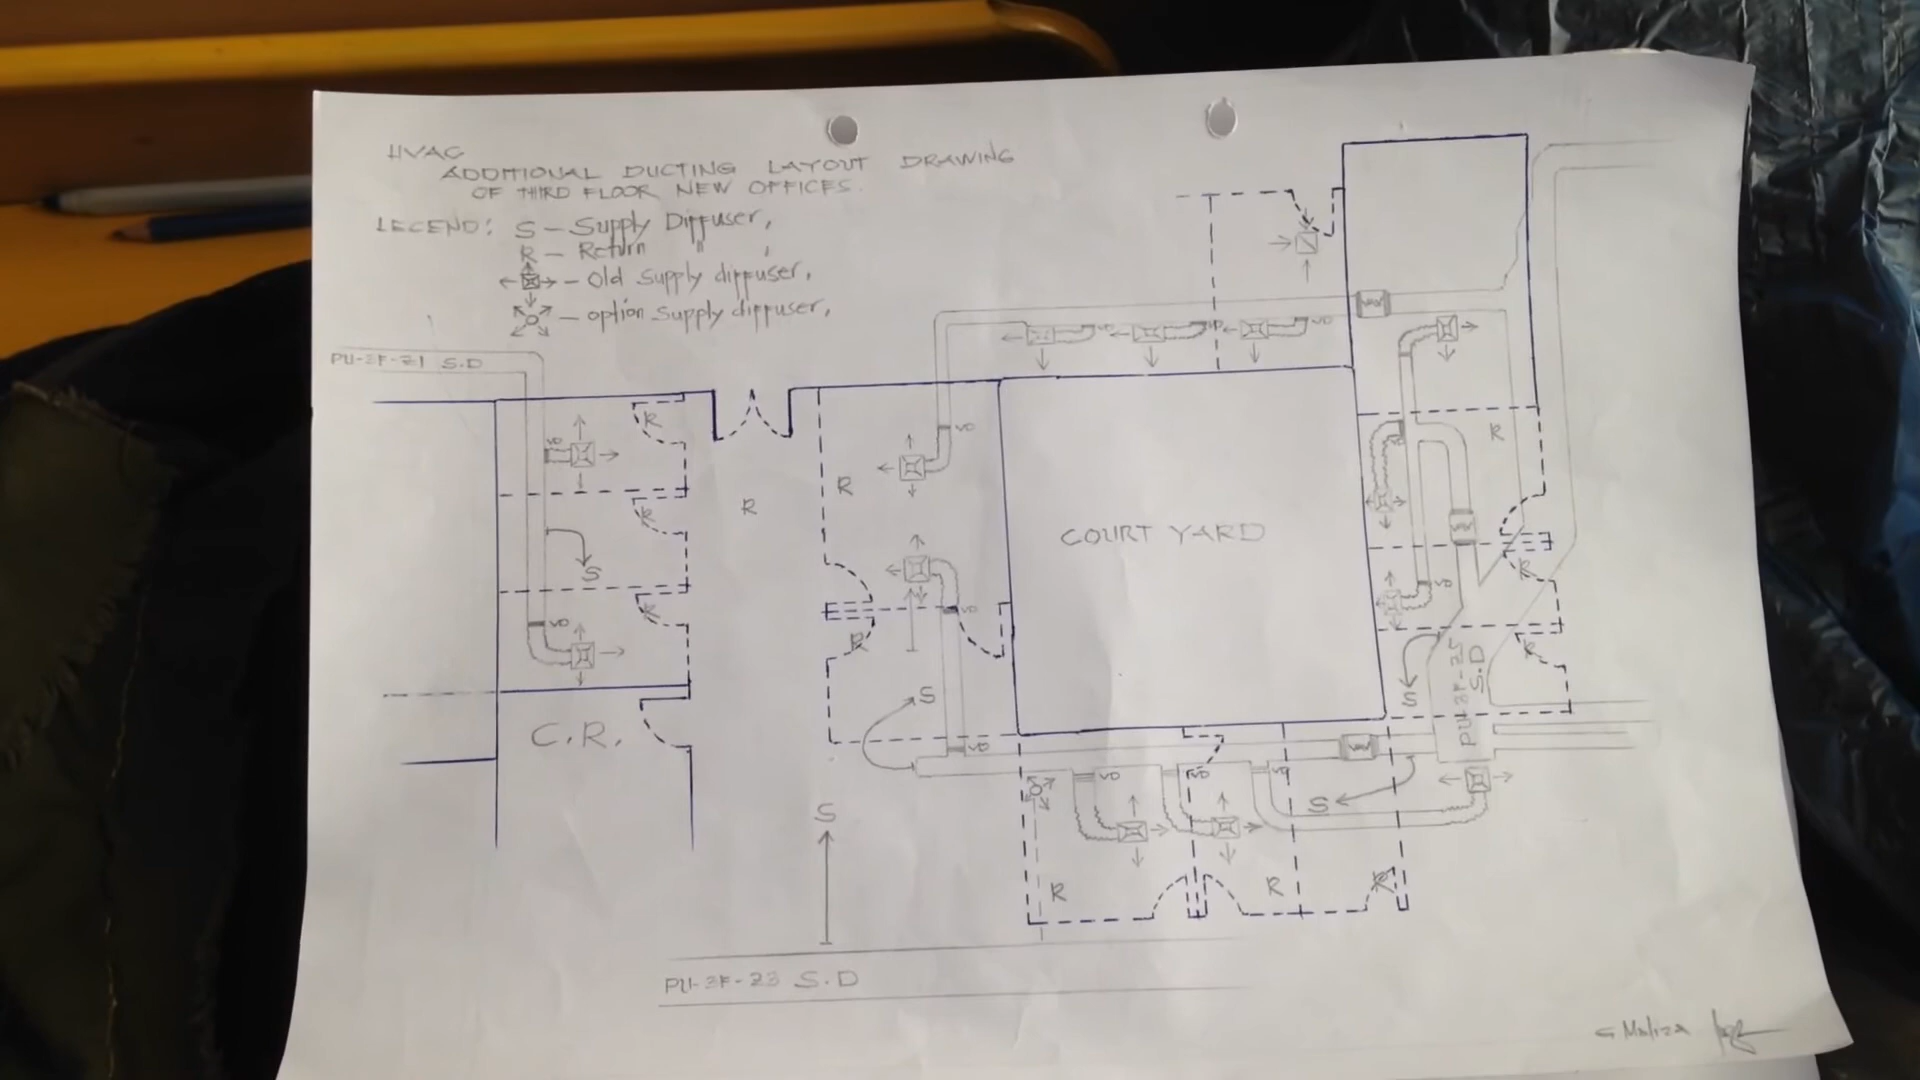 HVAC
ADDITIONAL DUCTING LAYOUT DRAWING
OF THIRD FLOOR NEW OFFICES.
LEGEND: S - Supply Diffuser,
R - Return " ,
- Old supply diffuser,
- option supply diffuser,
PU-3F-21 S.D
VD
VD
VD
R
R
VD
VD
R
R
R
R
COURT YARD
R
VD
S
R
VD
R
VD
R
R
S
S
PU-3F-25
S.D
C.R.
VD
VD
VD
VD
S
S
R
R
R
PU-3F-23 S.D
S Maliza